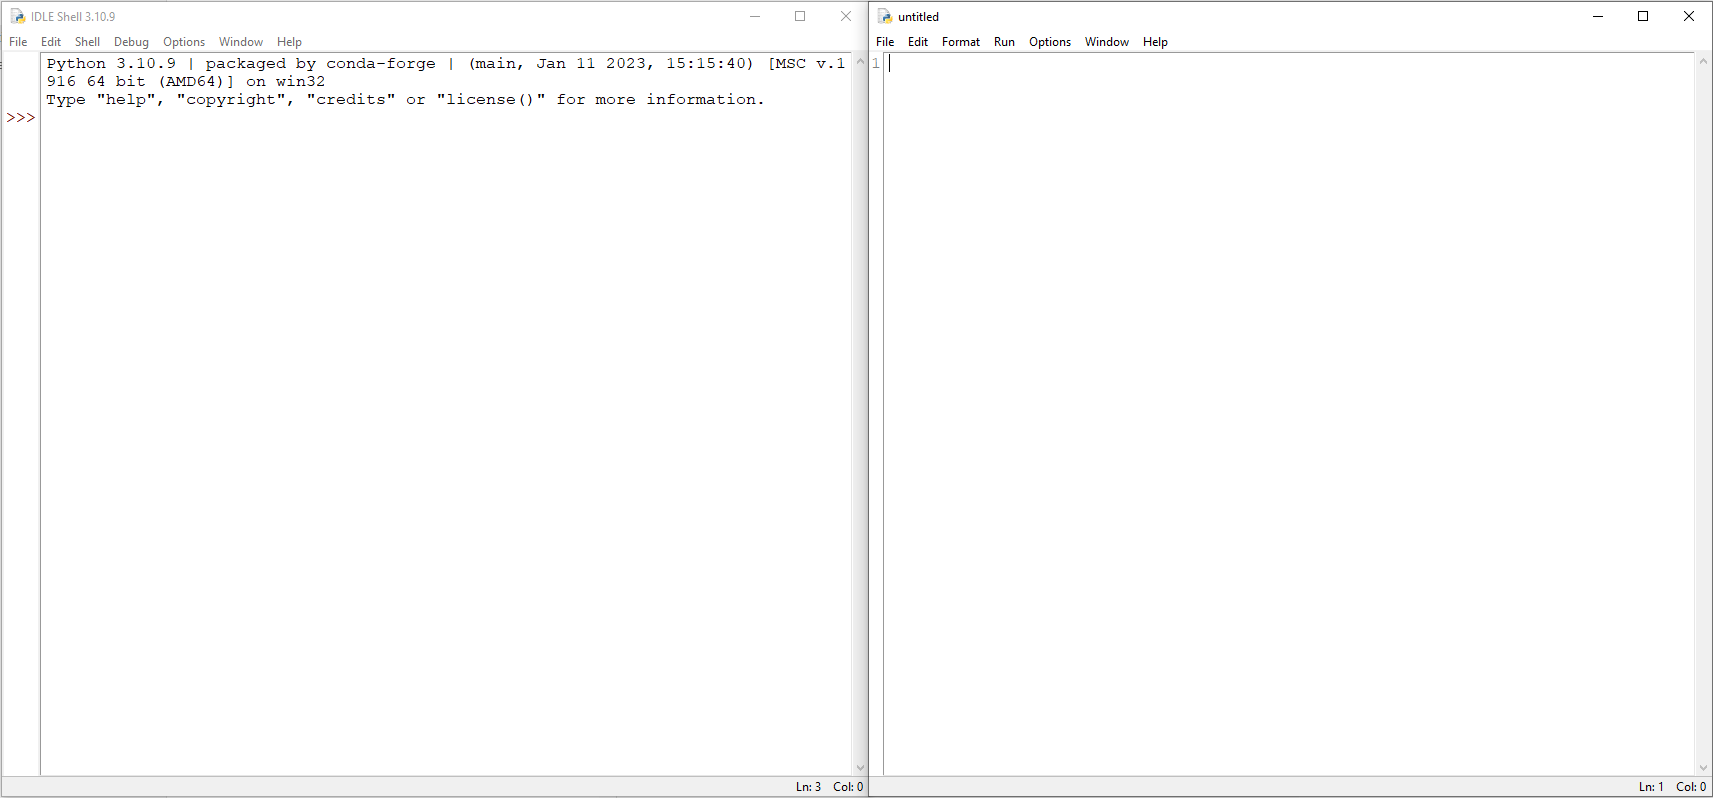 IDLE Shell 3.10.9
File Edit Shell Debug Options Window Help
Python 3.10.9 | packaged by conda-forge | (main, Jan 11 2023, 15:15:40) [MSC v.1
916 64 bit (AMD64)] on win32
Type "help", "copyright", "credits" or "license()" for more information.
>>>
Ln: 3 Col: 0
untitled
File Edit Format Run Options Window Help
1
Ln: 1 Col: 0